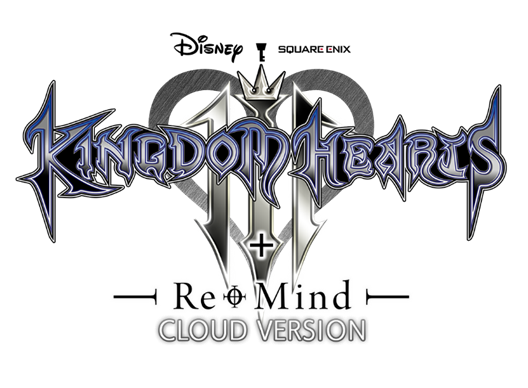 Disney SQUARE ENIX
KINGDOM HEARTS
III
+
Re Mind
CLOUD VERSION